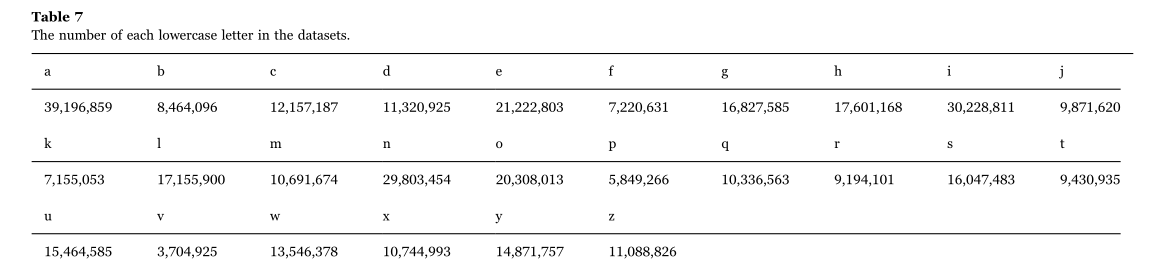 Table 7
The number of each lowercase letter in the datasets.
a b c d e f g h i j
39,196,859 8,464,096 12,157,187 11,320,925 21,222,803 7,220,631 16,827,585 17,601,168 30,228,811 9,871,620
k l m n o p q r s t
7,155,053 17,155,900 10,691,674 29,803,454 20,308,013 5,849,266 10,336,563 9,194,101 16,047,483 9,430,935
u v w x y z
15,464,585 3,704,925 13,546,378 10,744,993 14,871,757 11,088,826